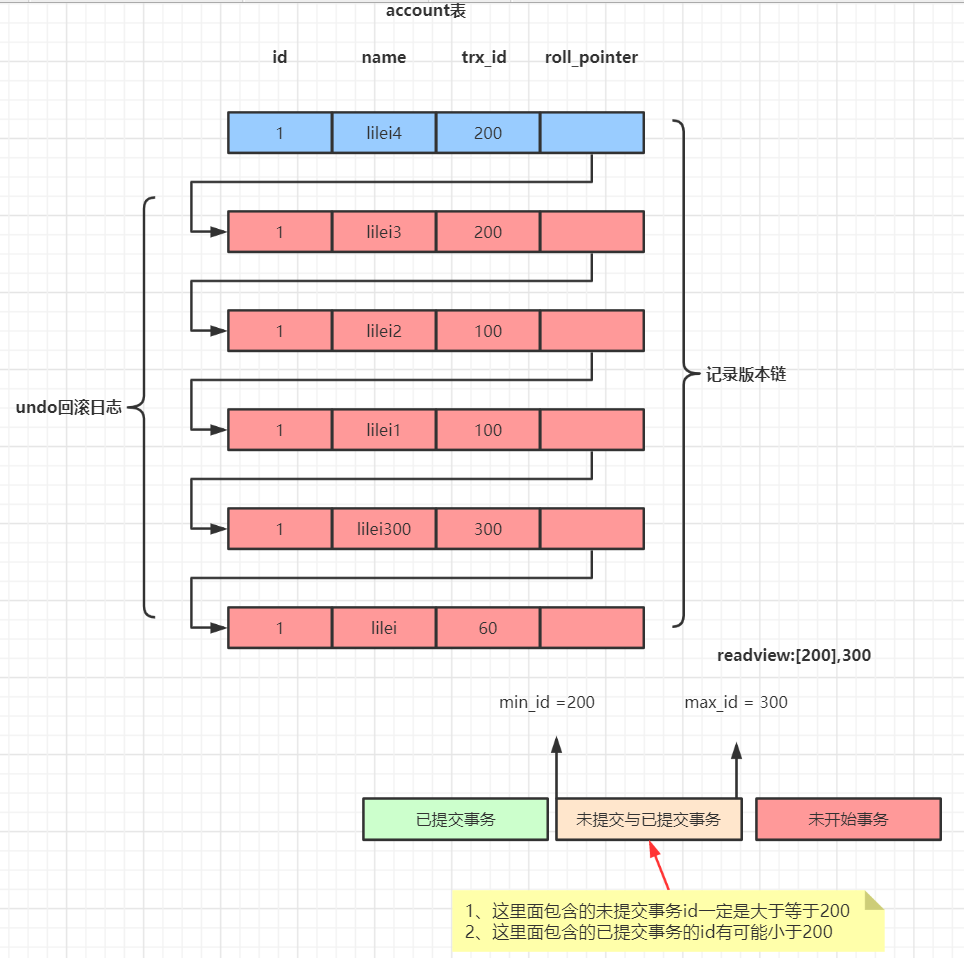 account表
id name trx_id roll_pointer
1 lilei4 200
1 lilei3 200
1 lilei2 100
记录版本链
undo回滚日志
1 lilei1 100
1 lilei300 300
1 lilei 60
readview:[200],300
min_id =200 max_id = 300
已提交事务 未提交与已提交事务 未开始事务
1、这里面包含的未提交事务id一定是大于等于200
2、这里面包含的已提交事务的id有可能小于200